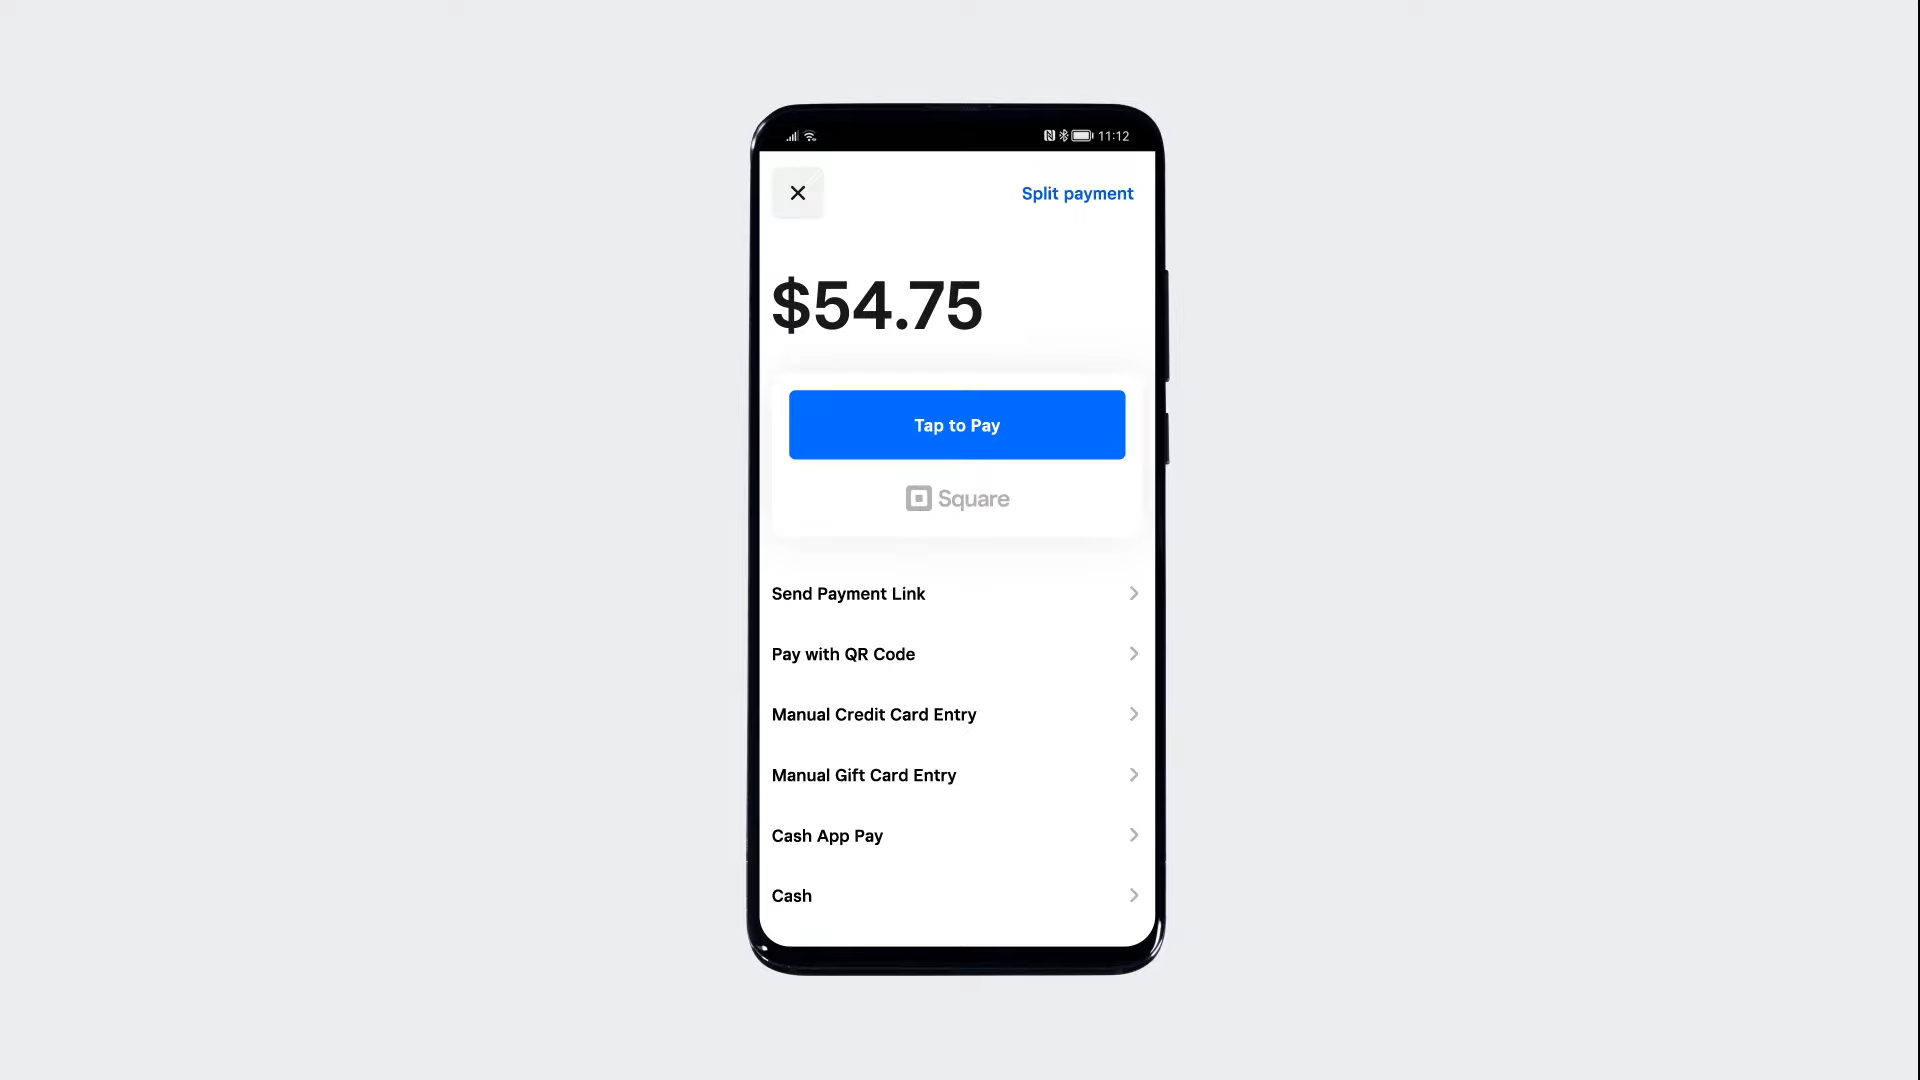 11:12
Split payment
$54.75
Tap to Pay
Square
Send Payment Link
Pay with QR Code
Manual Credit Card Entry
Manual Gift Card Entry
Cash App Pay
Cash